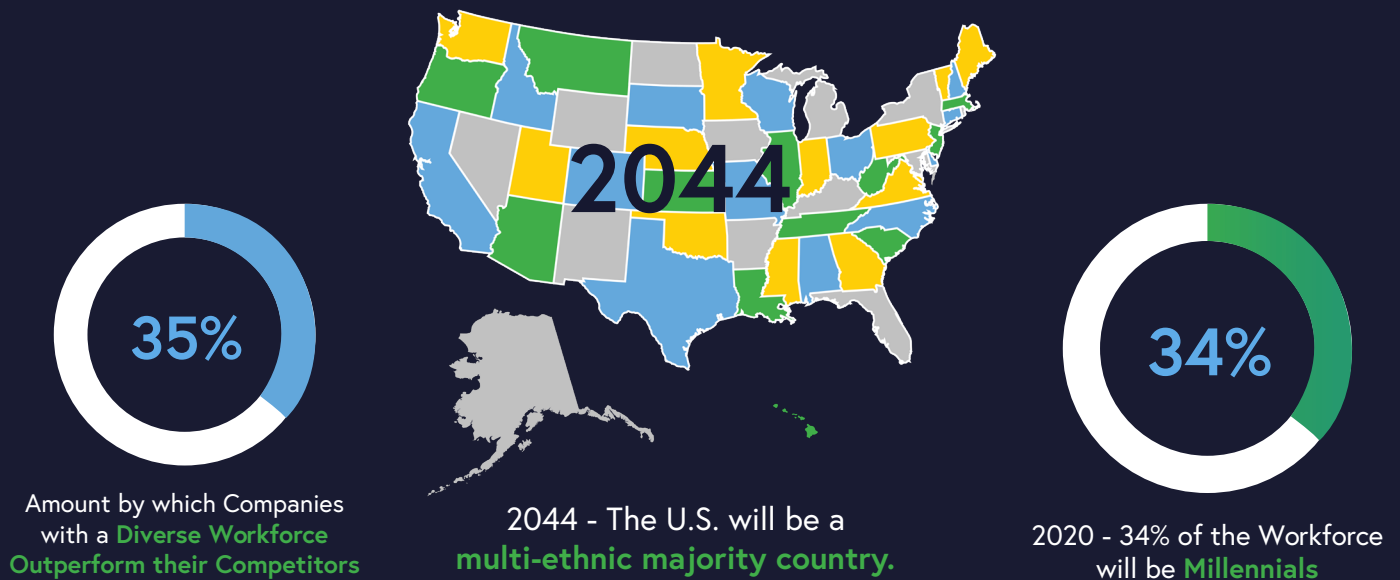 2044
35%
34%
Amount by which Companies
with a Diverse Workforce
Outperform their Competitors
2044 - The U.S. will be a
multi-ethnic majority country.
2020 - 34% of the Workforce
will be Millennials